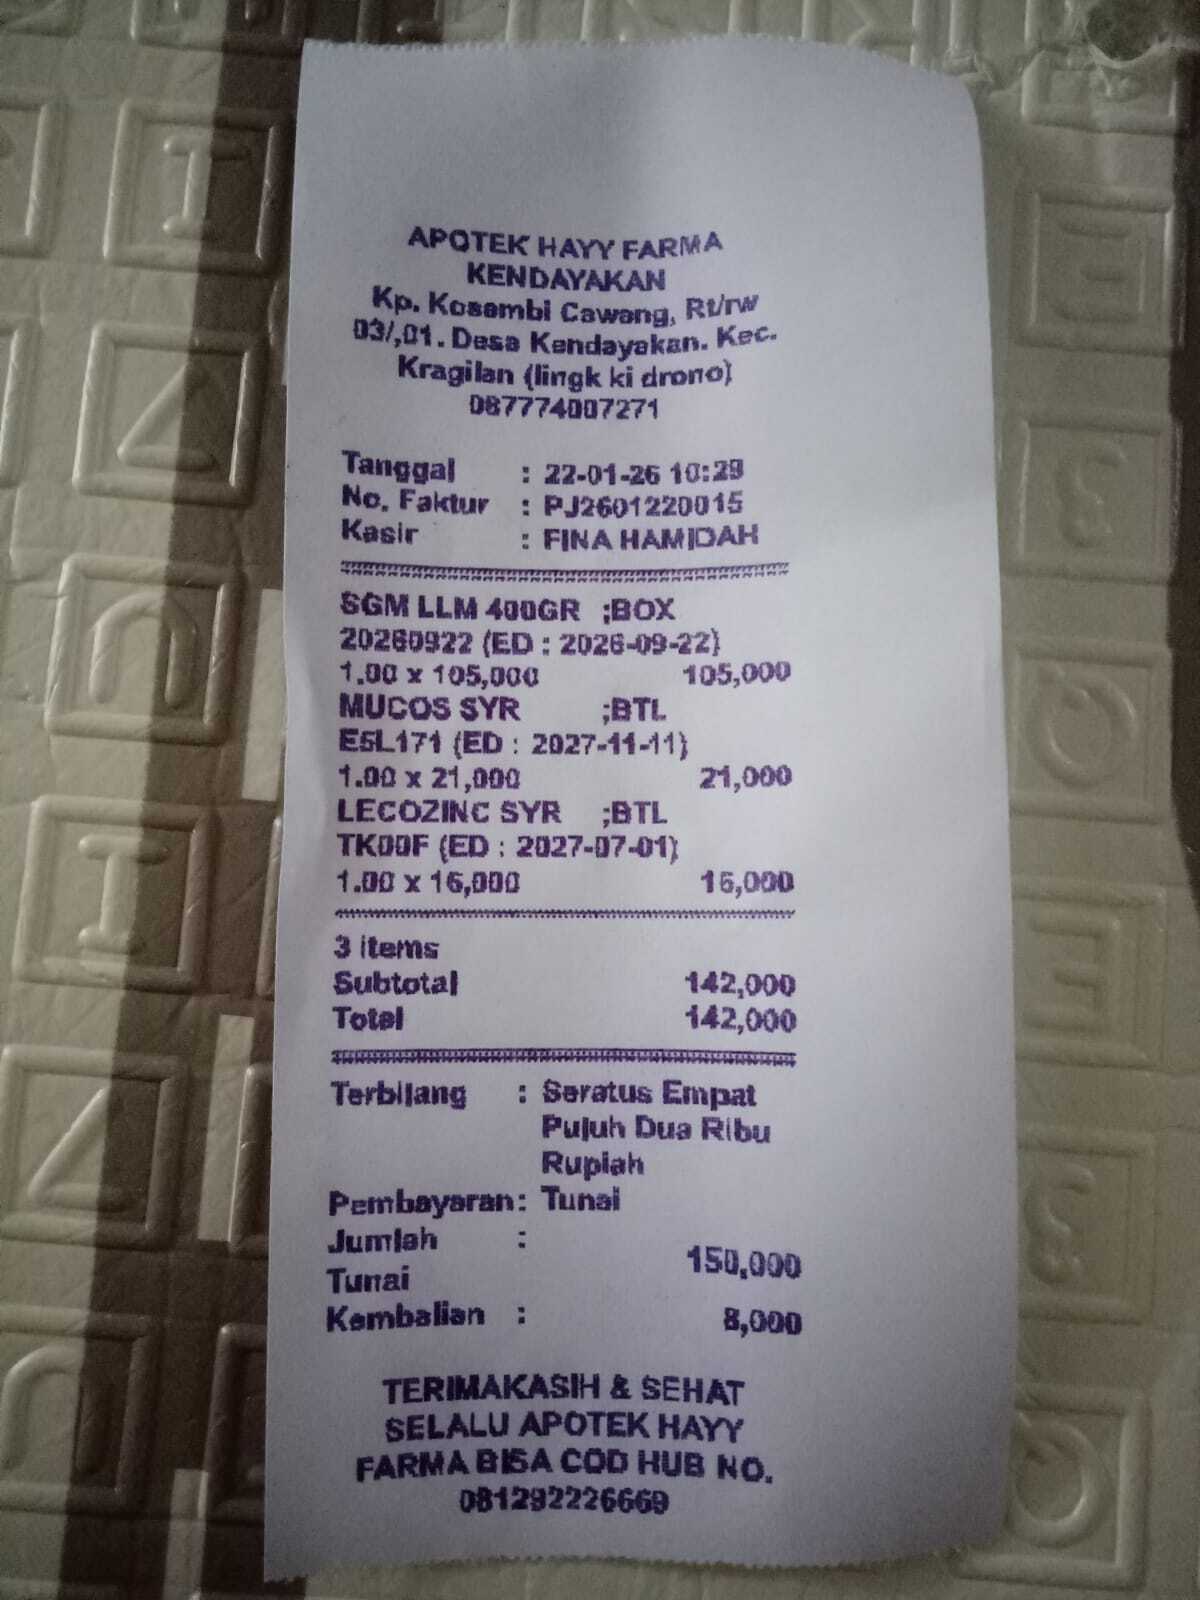 APOTEK HAYY FARMA
KENDAYAKAN
Kp. Kosambi Cawang, Rt/rw
03/,01. Desa Kendayakan. Kec.
Kragilan (lingk ki drono)
087774007271
Tanggal : 22-01-26 10:29
No. Faktur : PJ2601220015
Kasir : FINA HAMIDAH
SGM LLM 400GR ;BOX
20260922 (ED : 2026-09-22)
1.00 x 105,000 105,000
MUCOS SYR ;BTL
E5L171 (ED : 2027-11-11)
1.00 x 21,000 21,000
LECOZINC SYR ;BTL
TK00F (ED : 2027-07-01)
1.00 x 16,000 16,000
3 items
Subtotal 142,000
Total 142,000
Terbilang : Seratus Empat
Puluh Dua Ribu
Rupiah
Pembayaran : Tunai
Jumlah :
150,000
Tunai
Kembalian : 8,000
TERIMAKASIH & SEHAT
SELALU APOTEK HAYY
FARMA BISA COD HUB NO.
081292226669